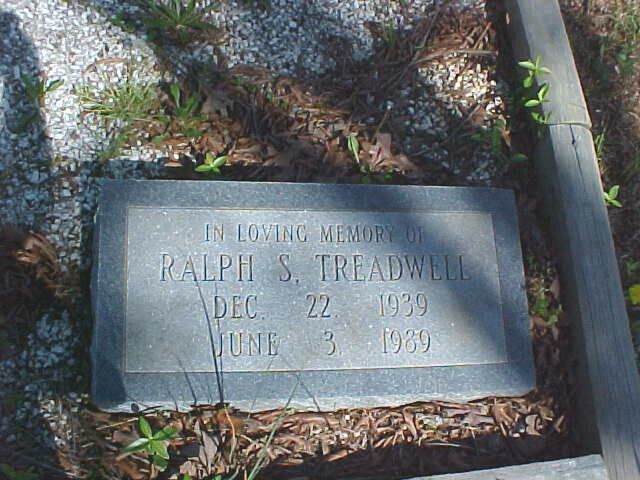 IN LOVING MEMORY OF
RALPH S. TREADWELL
DEC. 22. 1939
JUNE 3. 1989